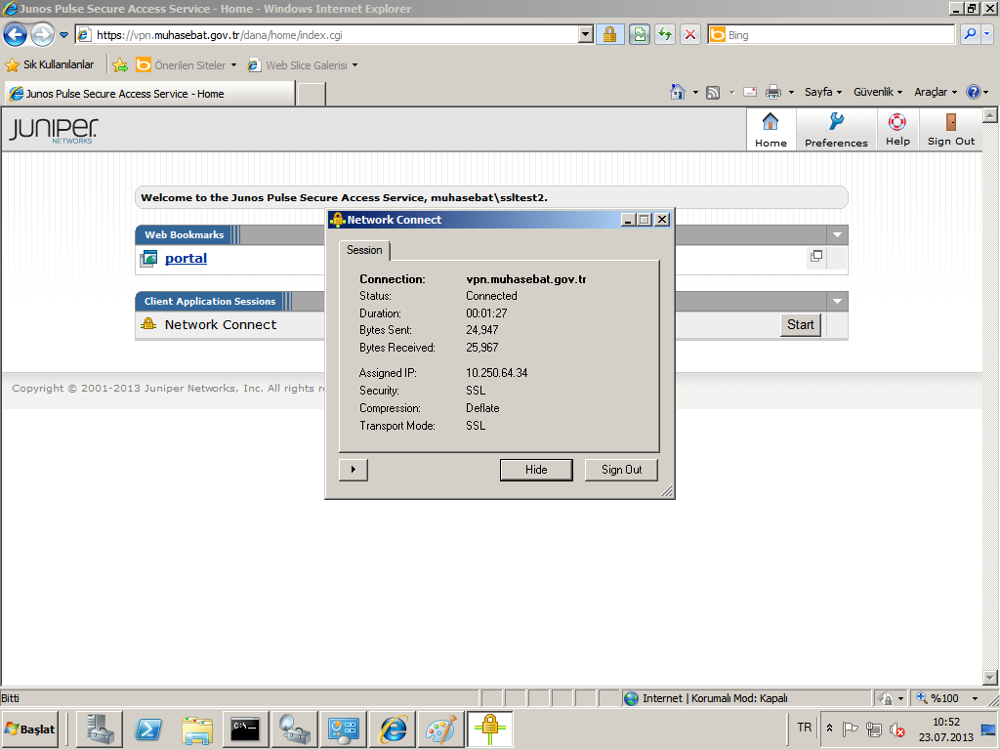 Junos Pulse Secure Access Service - Home - Windows Internet Explorer
https://vpn.muhasebat.gov.tr/dana/home/index.cgi
Bing
Sık Kullanılanlar
Önerilen Siteler
Web Slice Galerisi
Junos Pulse Secure Access Service - Home
Sayfa
Güvenlik
Araçlar
JUNIPER
NETWORKS
Home
Preferences
Help
Sign Out
Welcome to the Junos Pulse Secure Access Service, muhasebat\ssltest2.
Web Bookmarks
portal
Client Application Sessions
Network Connect
Start
Copyright © 2001-2013 Juniper Networks, Inc. All rights r
Network Connect
Session
Connection: vpn.muhasebat.gov.tr
Status: Connected
Duration: 00:01:27
Bytes Sent: 24,947
Bytes Received: 25,967
Assigned IP: 10.250.64.34
Security: SSL
Compression: Deflate
Transport Mode: SSL
Hide
Sign Out
Bitti
Internet | Korumalı Mod: Kapalı
%100
Başlat
C:\_
TR
10:52
23.07.2013